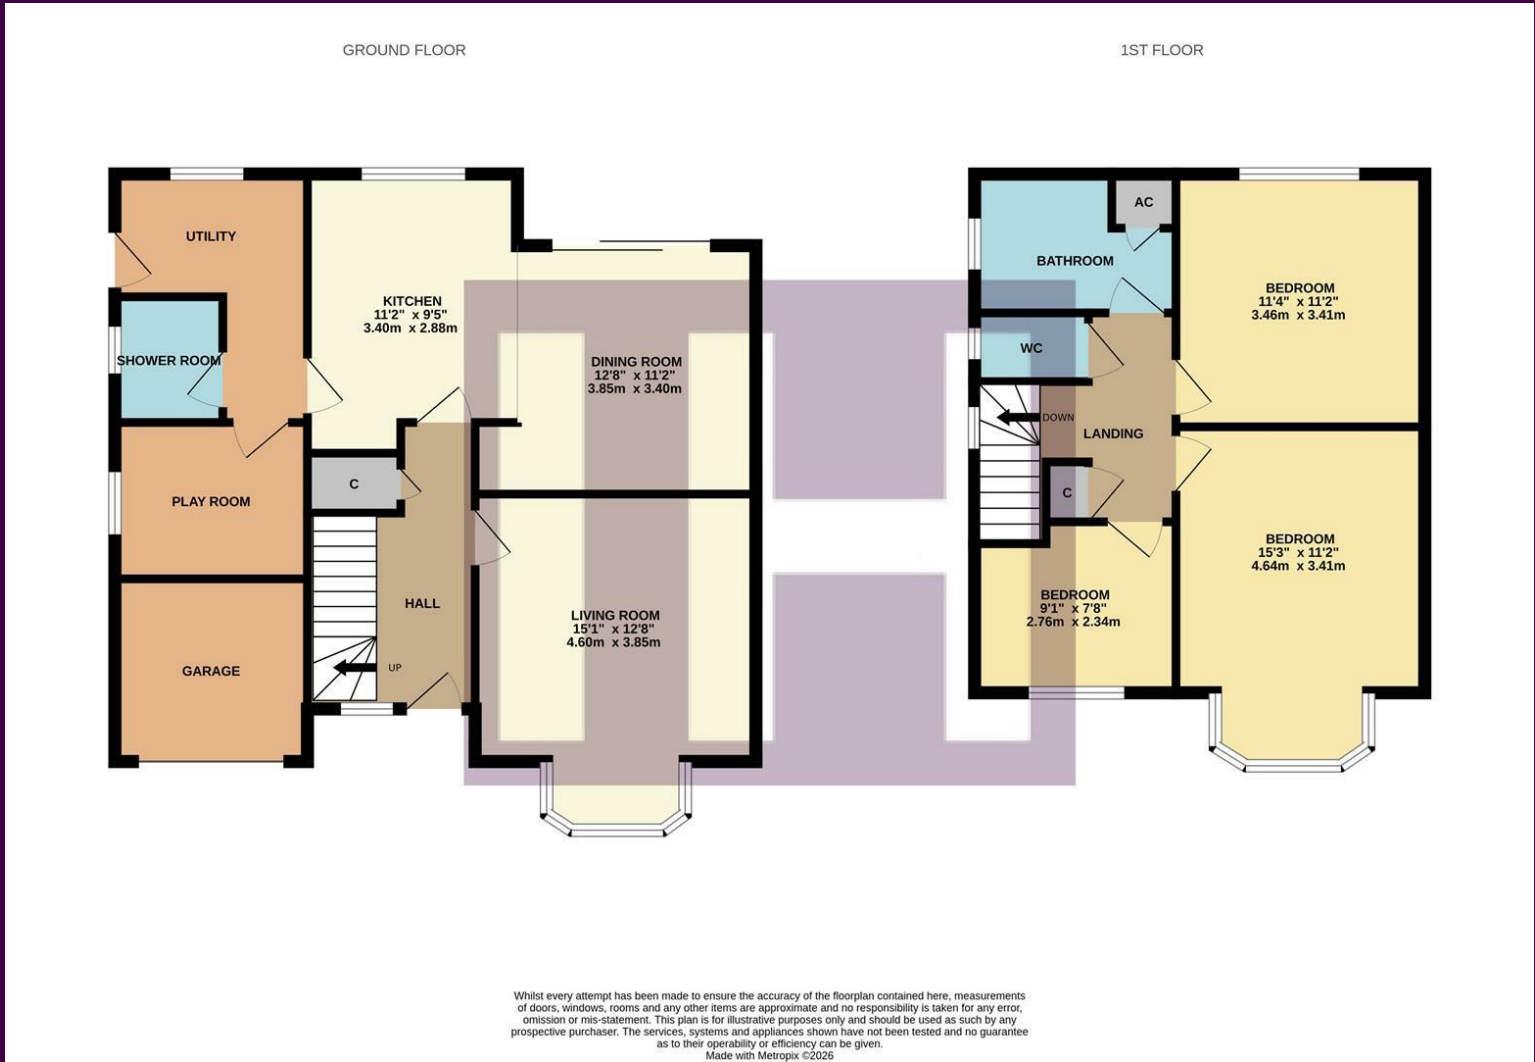 GROUND FLOOR
UTILITY
SHOWER ROOM
KITCHEN
11'2" x 9'5"
3.40m x 2.88m
DINING ROOM
12'8" x 11'2"
3.85m x 3.40m
PLAY ROOM
C
HALL
UP
GARAGE
LIVING ROOM
15'1" x 12'8"
4.60m x 3.85m
1ST FLOOR
AC
BATHROOM
BEDROOM
11'4" x 11'2"
3.46m x 3.41m
WC
DOWN
LANDING
C
BEDROOM
15'3" x 11'2"
4.64m x 3.41m
BEDROOM
9'1" x 7'8"
2.76m x 2.34m
Whilst every attempt has been made to ensure the accuracy of the floorplan contained here, measurements
of doors, windows, rooms and any other items are approximate and no responsibility is taken for any error,
omission or mis-statement. This plan is for illustrative purposes only and should be used as such by any
prospective purchaser. The services, systems and appliances shown have not been tested and no guarantee
as to their operability or efficiency can be given.
Made with Metropix ©2026